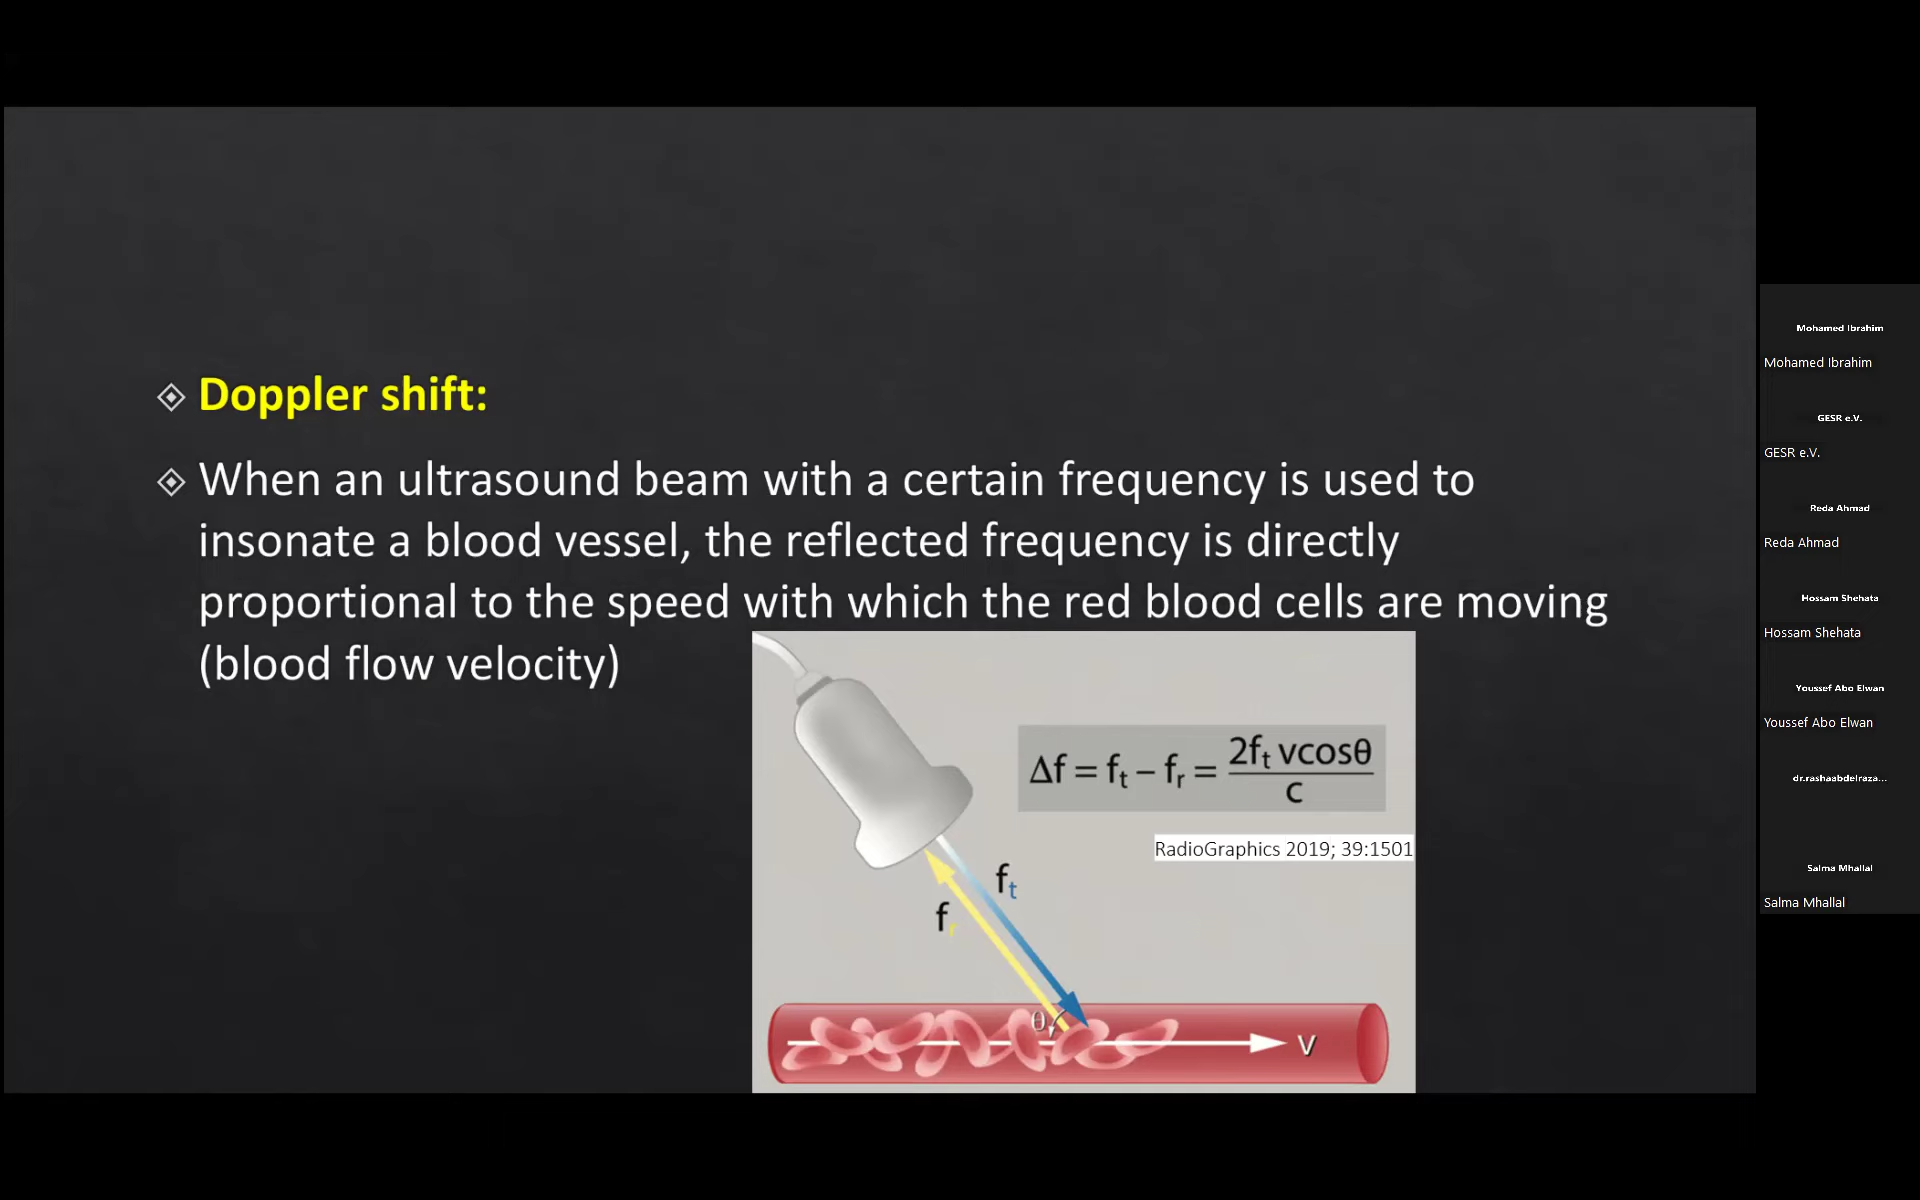 Doppler shift:
When an ultrasound beam with a certain frequency is used to
insonate a blood vessel, the reflected frequency is directly
proportional to the speed with which the red blood cells are moving
(blood flow velocity)
Δf = fₜ − fᵣ = 2fₜ vcosθ / c
RadioGraphics 2019; 39:1501
fₜ
fᵣ
θ
V
Mohamed Ibrahim
Mohamed Ibrahim
GESR e.V.
GESR e.V.
Reda Ahmad
Reda Ahmad
Hossam Shehata
Hossam Shehata
Youssef Abo Elwan
Youssef Abo Elwan
dr.rashaabdelraza...
Salma Mhallal
Salma Mhallal